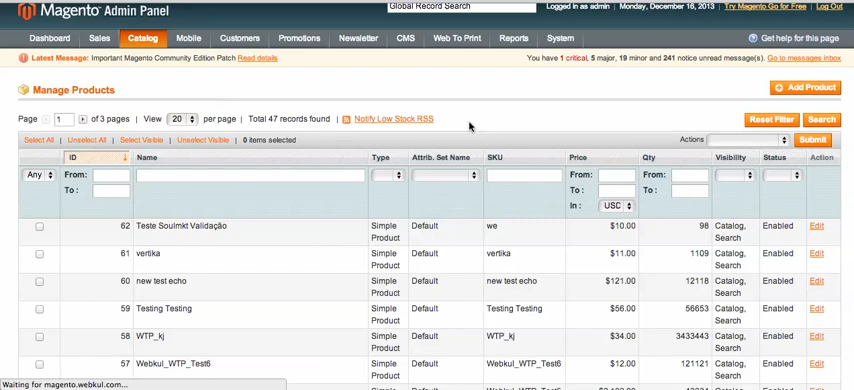 Magento Admin Panel
Global Record Search
Logged in as admin | Monday, December 16, 2013 | Try Magento Go for Free | Log Out
Dashboard Sales Catalog Mobile Customers Promotions Newsletter CMS Web To Print Reports System Get help for this page
Latest Message: Important Magento Community Edition Patch Read details You have 1 critical, 5 major, 19 minor and 241 notice unread message(s). Go to messages inbox
Manage Products Add Product
Page 1 of 3 pages | View 20 per page | Total 47 records found | Notify Low Stock RSS Reset Filter Search
Select All | Unselect All | Select Visible | Unselect Visible | 0 items selected Actions Submit
ID Name Type Attrib. Set Name SKU Price Qty Visibility Status Action
Any From: From: From:
To : To : To :
In : USD
62 Teste Soulmkt Validação Simple Product Default we $10.00 98 Catalog, Search Enabled Edit
61 vertika Simple Product Default vertika $11.00 1109 Catalog, Search Enabled Edit
60 new test echo Simple Product Default new test echo $121.00 12118 Catalog, Search Enabled Edit
59 Testing Testing Simple Product Default Testing Testing $56.00 56653 Catalog, Search Enabled Edit
58 WTP_kj Simple Product Default WTP_kj $34.00 3433443 Catalog, Search Enabled Edit
57 Webkul_WTP_Test6 Simple Product Default Webkul_WTP_Test6 $12.00 121121 Catalog, Search Enabled Edit
Waiting for magento.webkul.com...